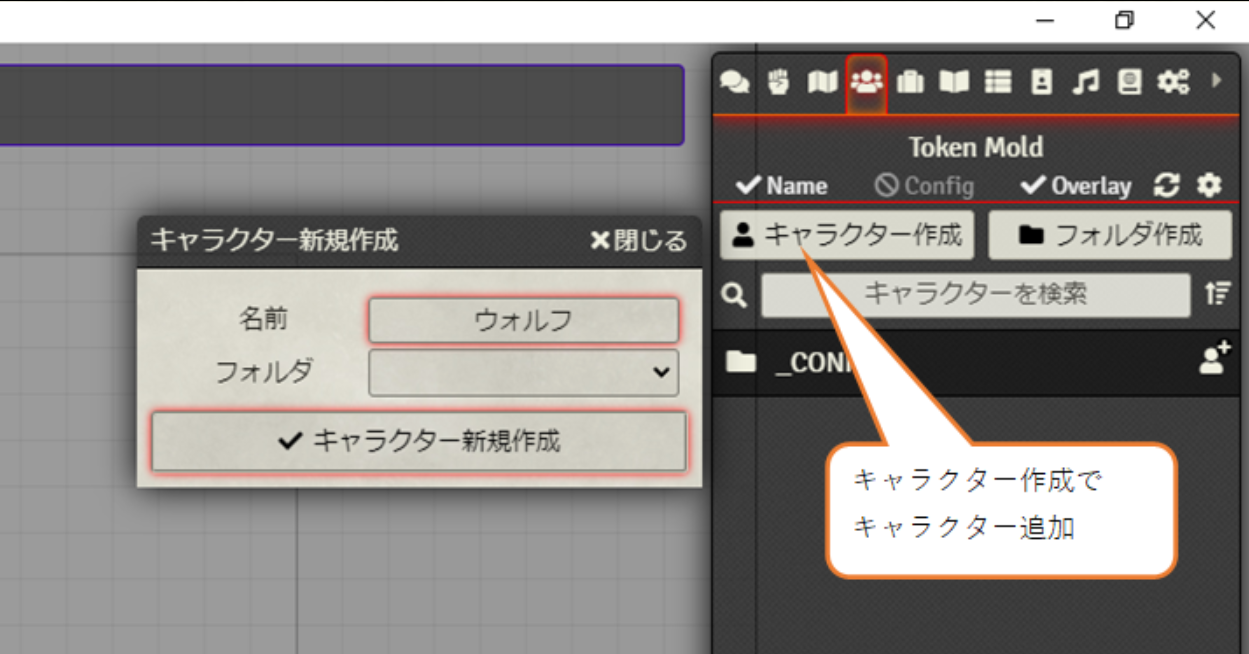 Token Mold
Name
Config
Overlay
キャラクター作成
フォルダ作成
キャラクターを検索
キャラクター新規作成
閉じる
名前
ウォルフ
フォルダ
キャラクター新規作成
キャラクター作成で
キャラクター追加